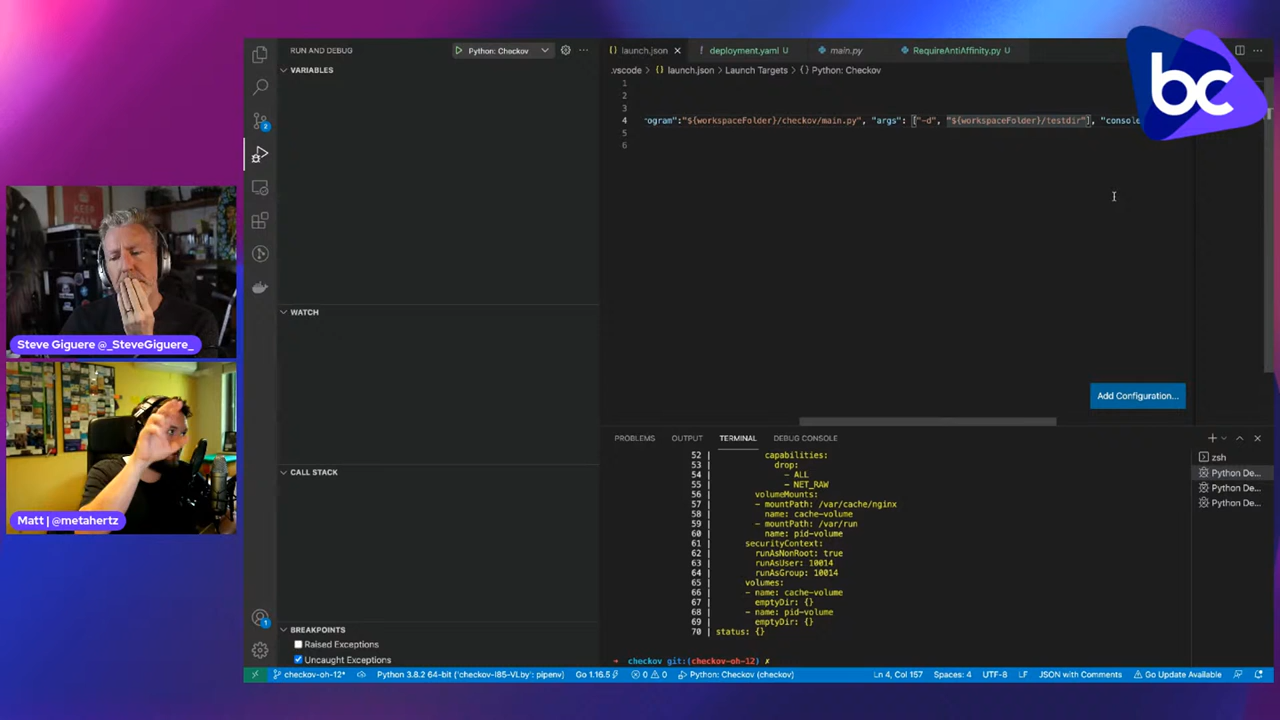 RUN AND DEBUG
Python: Checkov
launch.json
deployment.yaml U
main.py
RequireAntiAffinity.py U
bc
VARIABLES
.vscode > launch.json > Launch Targets > {} Python: Checkov
1
2
3
4 rogram":"${workspaceFolder}/checkov/main.py", "args": ["-d", "${workspaceFolder}/testdir"], "console
5
6
2
KEEP
CALM
WATCH
Steve Giguere @_SteveGiguere_
Add Configuration...
PROBLEMS OUTPUT TERMINAL DEBUG CONSOLE
52 | capabilities:
53 | drop:
54 | - ALL
55 | - NET_RAW
56 | volumeMounts:
57 | - mountPath: /var/cache/nginx
58 | name: cache-volume
59 | - mountPath: /var/run
60 | name: pid-volume
61 | securityContext:
62 | runAsNonRoot: true
63 | runAsUser: 10014
64 | runAsGroup: 10014
65 | volumes:
66 | - name: cache-volume
67 | emptyDir: {}
68 | - name: pid-volume
69 | emptyDir: {}
70 | status: {}
checkov git:(checkov-oh-12) ✗
zsh
Python De...
Python De...
Python De...
CALL STACK
Matt | @metahertz
1
BREAKPOINTS
Raised Exceptions
Uncaught Exceptions
checkov-oh-12* Python 3.8.2 64-bit ('checkov-I85-VLby': pipenv) Go 1.16.5 0 0 Python: Checkov (checkov) Ln 4, Col 157 Spaces: 4 UTF-8 LF JSON with Comments Go Update Available